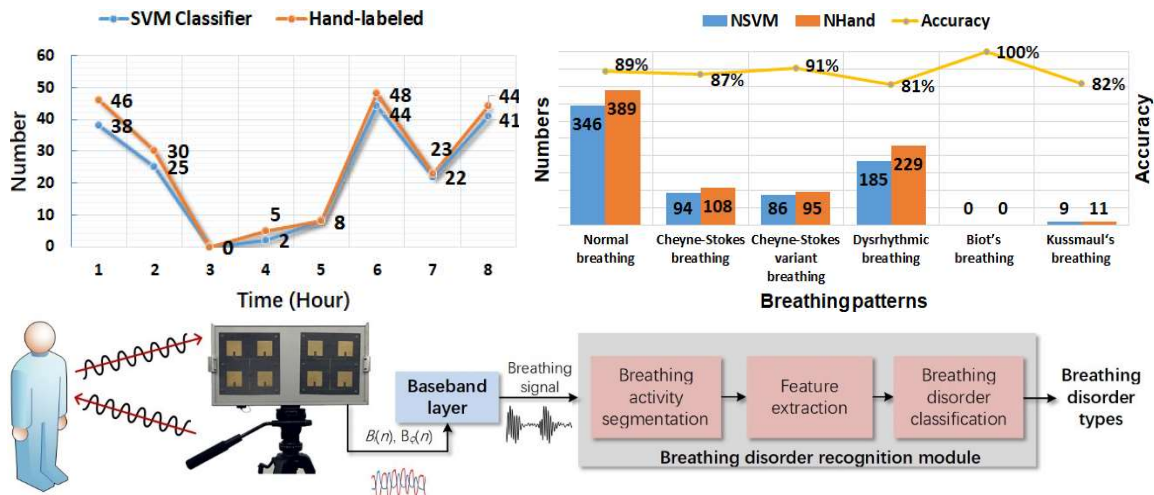 SVM Classifier Hand-labeled
60
50
40
30
20
10
0
Number
46
38
30
25
0
5
2
8
48
44
23
22
44
41
1 2 3 4 5 6 7 8
Time (Hour)
NSVM NHand Accuracy
Numbers
89%
87%
91%
81%
100%
82%
346 389
94 108
86 95
185 229
0 0
9 11
Accuracy
Normal breathing
Cheyne-Stokes breathing
Cheyne-Stokes variant breathing
Dysrhythmic breathing
Biot's breathing
Kussmaul's breathing
Breathing patterns
B(n), Bc(n)
Baseband
layer
Breathing
signal
Breathing
activity
segmentation
Feature
extraction
Breathing
disorder
classification
Breathing disorder recognition module
Breathing
disorder
types